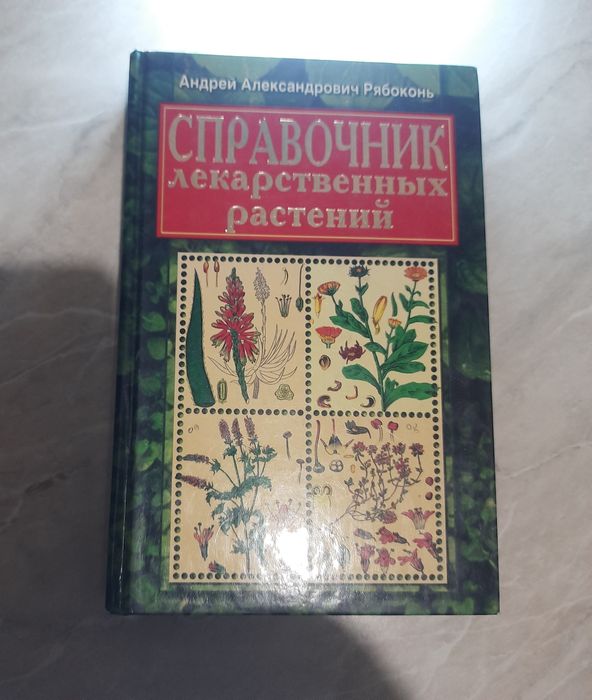 Андрей Александрович Рябоконь
СПРАВОЧНИК
лекарственных
растений